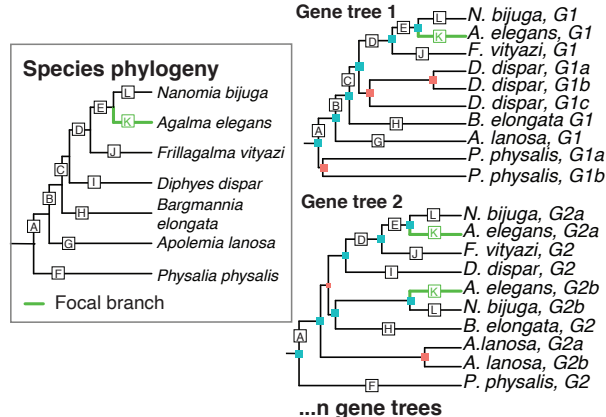 Species phylogeny
L
Nanomia bijuga
E
K
Agalma elegans
D
J
Frillagalma vityazi
C
I
Diphyes dispar
B
H
Bargmannia
elongata
A
G
Apolemia lanosa
F
Physalia physalis
Focal branch
Gene tree 1
L
N. bijuga, G1
E
K
A. elegans, G1
D
J
F. vityazi, G1
D. dispar, G1a
C
D. dispar, G1b
B
D. dispar, G1c
H
B. elongata G1
A
G
A. lanosa, G1
P. physalis, G1a
P. physalis, G1b
Gene tree 2
L
N. bijuga, G2a
E
K
A. elegans, G2a
D
J
F. vityazi, G2
I
D. dispar, G2
K
A. elegans, G2b
L
N. bijuga, G2b
H
B. elongata, G2
A
A.lanosa, G2a
A. lanosa, G2b
F
P. physalis, G2
...n gene trees